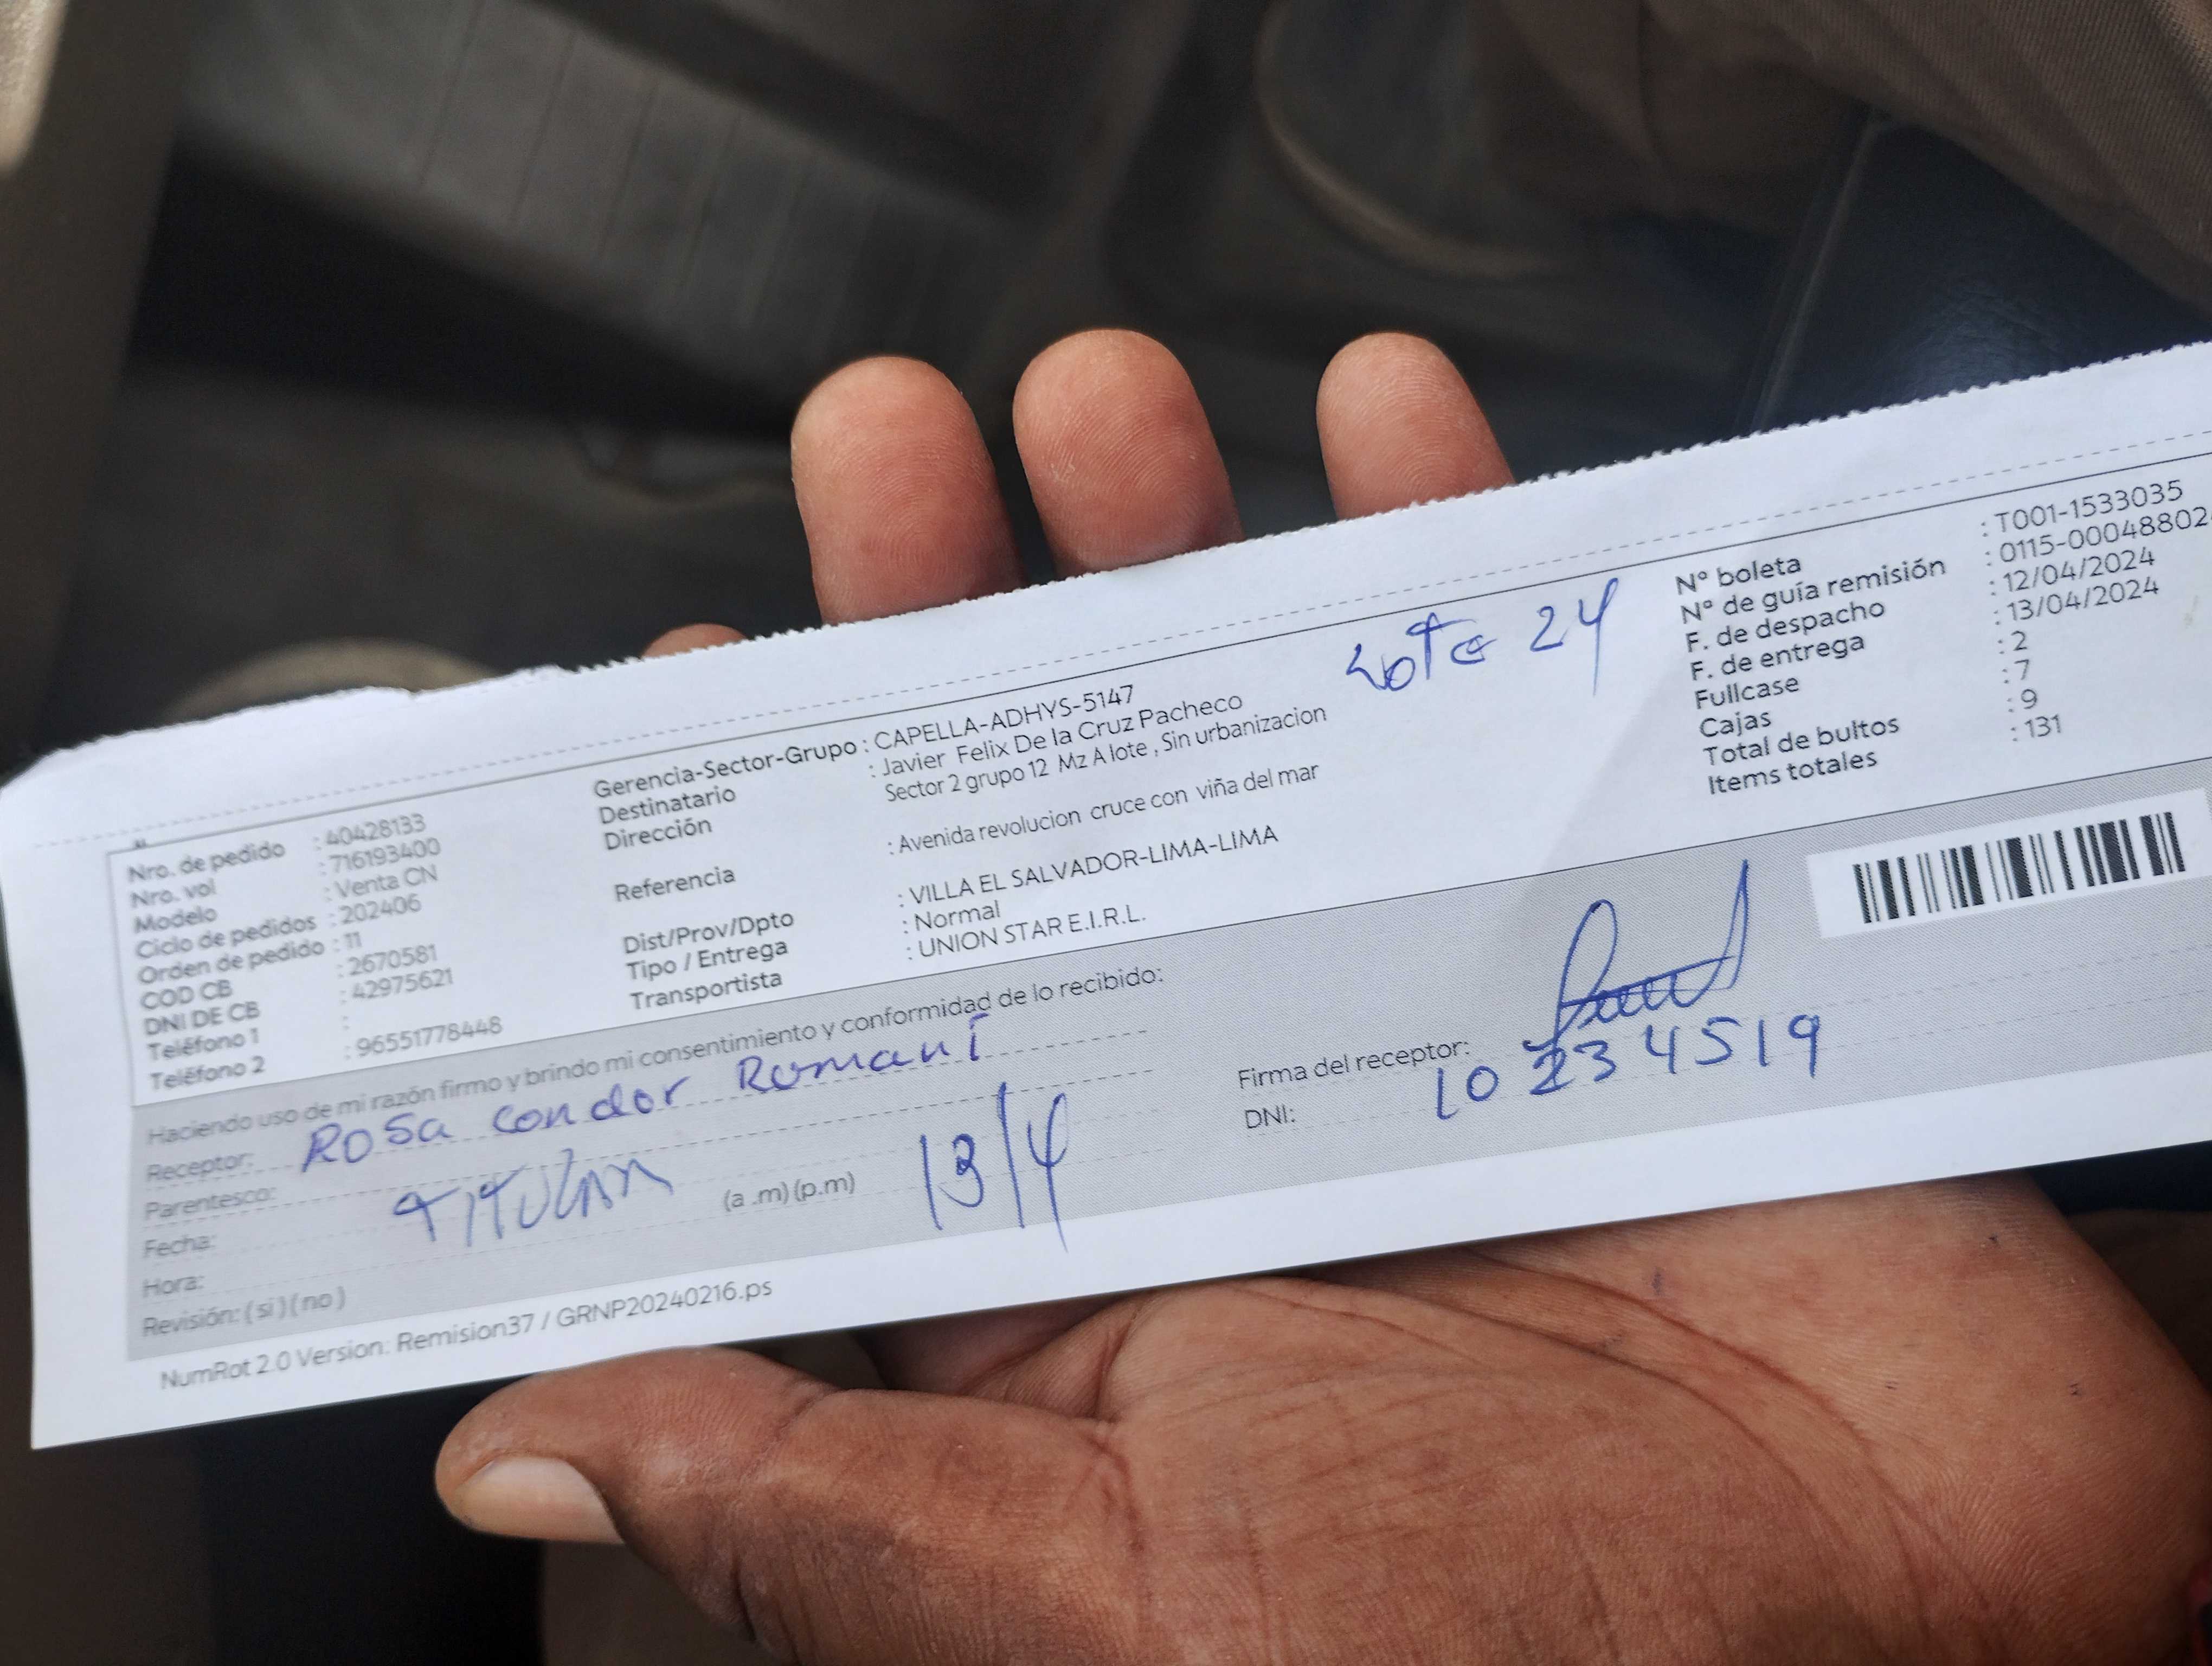 Nro. de pedido : 40428133
Nro. vol : 716193400
Modelo : Venta CN
Ciclo de pedidos : 202406
Orden de pedido : 11
COD CB : 2670581
DNI DE CB : 42975621
Teléfono 1 :
Teléfono 2 : 96551778448
Gerencia-Sector-Grupo : CAPELLA-ADHYS-5147
Destinatario : Javier Felix De la Cruz Pacheco
Dirección Sector 2 grupo 12 Mz A lote , Sin urbanizacion
Referencia : Avenida revolucion cruce con viña del mar
Dist/Prov/Dpto : VILLA EL SALVADOR-LIMA-LIMA
Tipo / Entrega : Normal
Transportista : UNION STAR E.I.R.L.
Lote 24
N° boleta : T001-1533035
N° de guía remisión : 0115-00048802
F. de despacho : 12/04/2024
F. de entrega : 13/04/2024
Fullcase : 2
Cajas : 7
Total de bultos : 9
Items totales : 131
Haciendo uso de mi razón firmo y brindo mi consentimiento y conformidad de lo recibido:
Receptor: Rosa Condor Romaní
Parentesco: TITULAR
Fecha:
Hora: (a .m) (p.m) 13/4
Revisión: ( si ) ( no )
Firma del receptor:
DNI: 10234519
NumRot 2.0 Version: Remision37 / GRNP20240216.ps